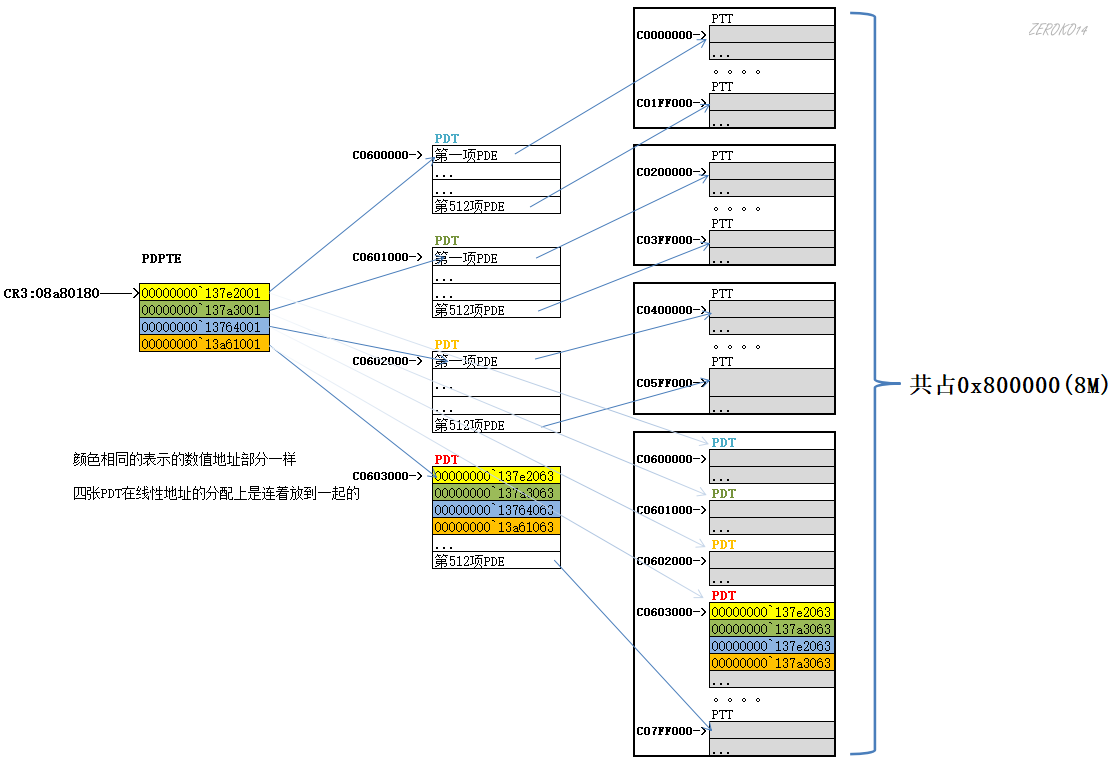 ZEROKD14
PTT
C0000000->
...
。。。。
PTT
C01FF000->
...
PDT
C0600000->
第一项PDE
...
...
第512项PDE
PTT
C0200000->
...
。。。。
PTT
C03FF000->
...
PDT
C0601000->
第一项PDE
...
...
第512项PDE
PDPTE
CR3:08a80180
00000000`137e2001
00000000`137a3001
00000000`13764001
00000000`13a61001
PTT
C0400000->
...
。。。。
PTT
C05FF000->
...
PDT
C0602000->
第一项PDE
...
...
第512项PDE
共占0x800000(8M)
颜色相同的表示的数值地址部分一样
四张PDT在线性地址的分配上是连着放到一起的
PDT
C0603000->
00000000`137e2063
00000000`137a3063
00000000`13764063
00000000`13a61063
...
第512项PDE
PDT
C0600000->
...
PDT
C0601000->
...
PDT
C0602000->
...
PDT
C0603000->
00000000`137e2063
00000000`137a3063
00000000`137e2063
00000000`137a3063
...
。。。。
PTT
C07FF000->
...